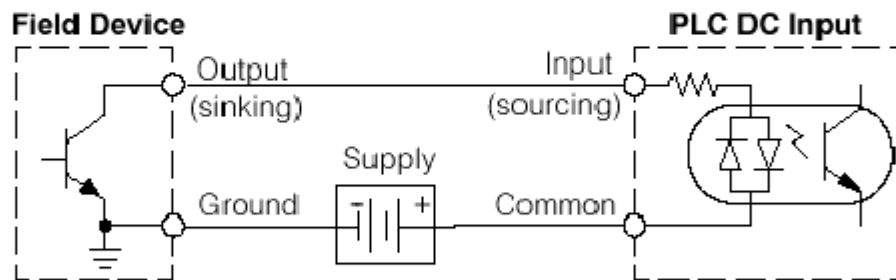 Field Device
PLC DC Input
Output
(sinking)
Input
(sourcing)
Supply
Ground
- +
Common